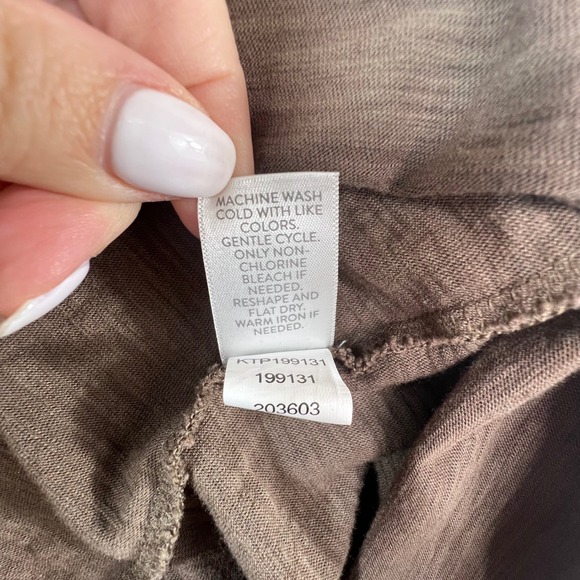 MACHINE WASH
COLD WITH LIKE
COLORS.
GENTLE CYCLE.
ONLY NON-
CHLORINE
BLEACH IF
NEEDED.
RESHAPE AND
FLAT DRY.
WARM IRON IF
NEEDED.
KTP199131
199131
203603